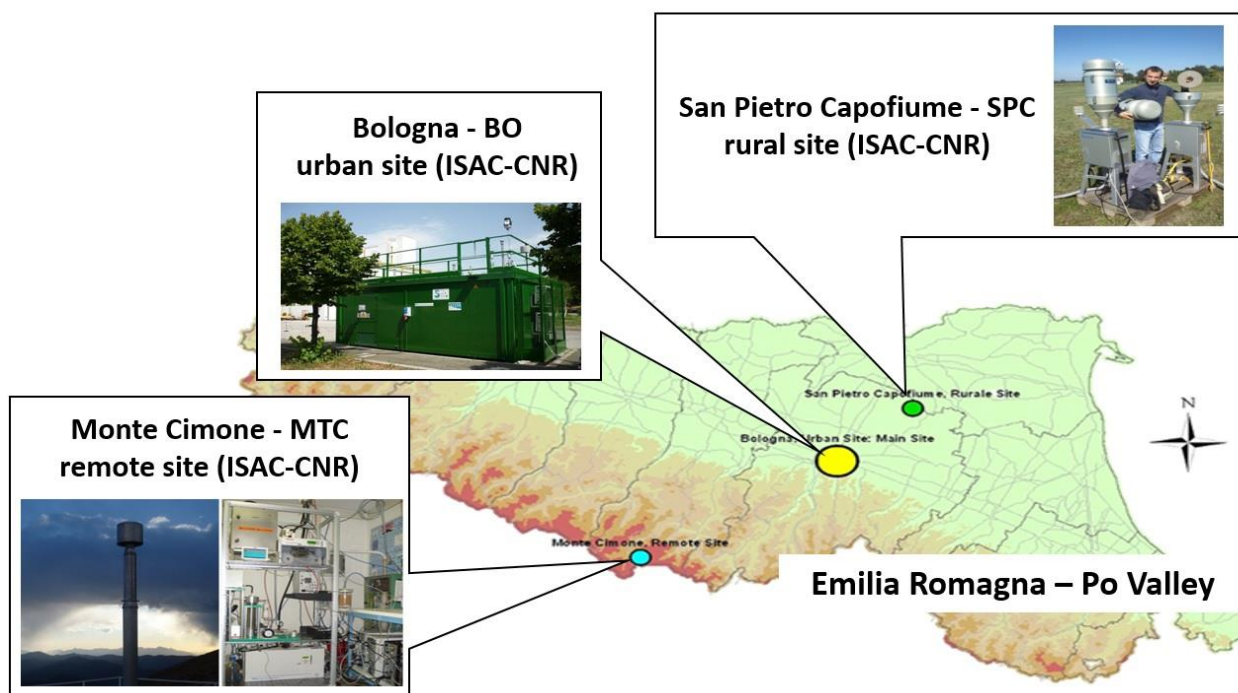 San Pietro Capofiume - SPC
rural site (ISAC-CNR)
Bologna - BO
urban site (ISAC-CNR)
Monte Cimone - MTC
remote site (ISAC-CNR)
San Pietro Capofiume, Rurale Site
Bologna, Urban Site: Main Site
Monte Cimone, Remote Site
N
Emilia Romagna – Po Valley